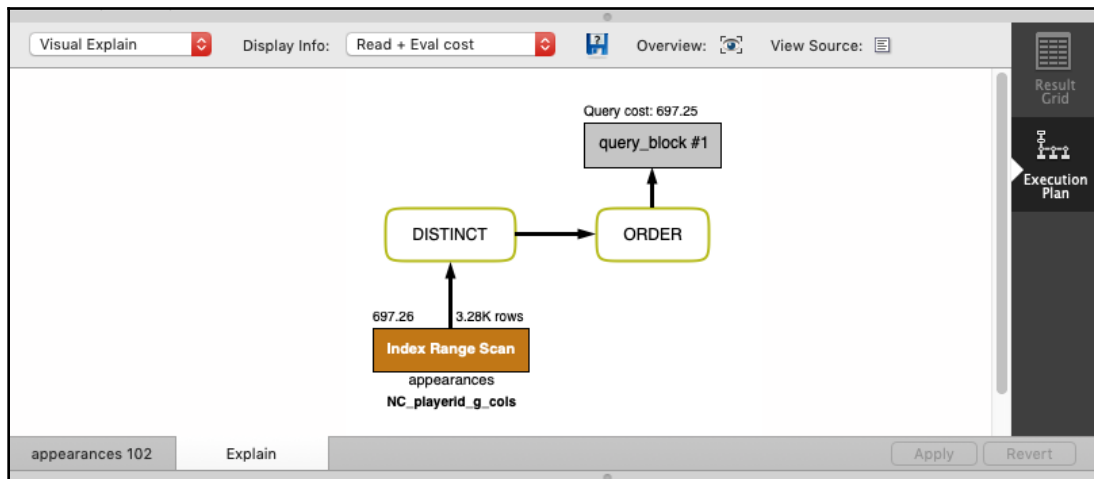 Visual Explain Display Info: Read + Eval cost Overview: View Source:
Result
Grid
Execution
Plan
Query cost: 697.25
query_block #1
DISTINCT ORDER
697.26 3.28K rows
Index Range Scan
appearances
NC_playerid_g_cols
appearances 102 Explain Apply Revert